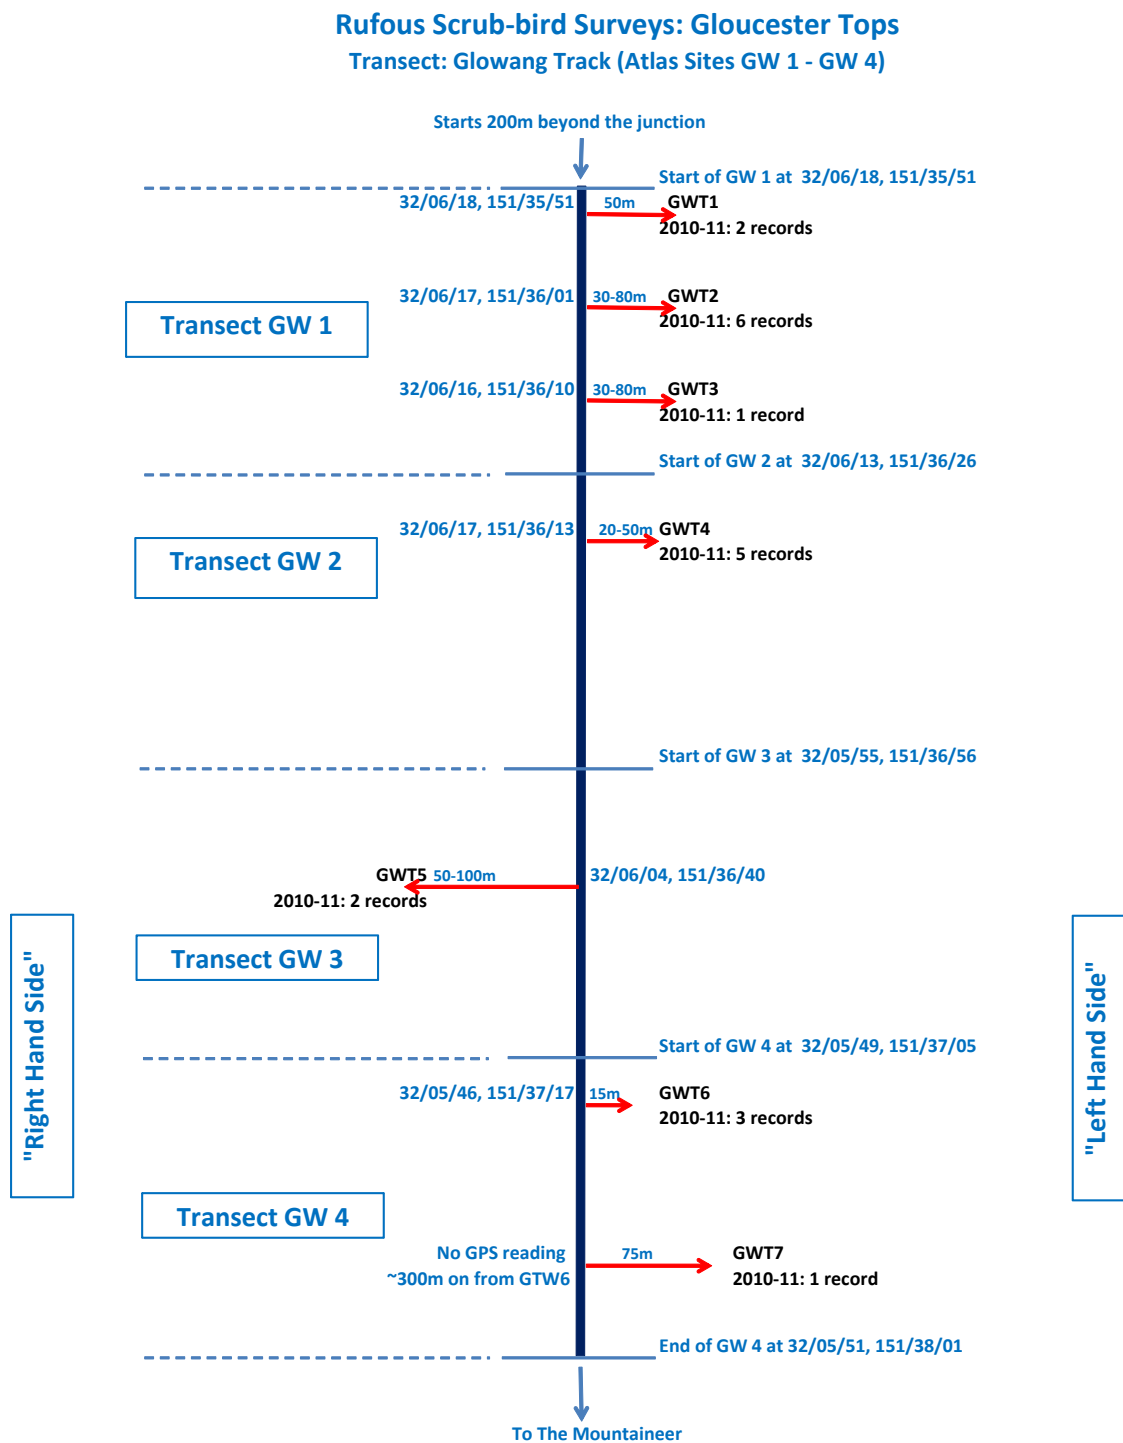 Rufous Scrub-bird Surveys: Gloucester Tops
Transect: Glowang Track (Atlas Sites GW 1 - GW 4)
Starts 200m beyond the junction
Start of GW 1 at 32/06/18, 151/35/51
32/06/18, 151/35/51
50m
GWT1
2010-11: 2 records
32/06/17, 151/36/01
30-80m
GWT2
2010-11: 6 records
Transect GW 1
32/06/16, 151/36/10
30-80m
GWT3
2010-11: 1 record
Start of GW 2 at 32/06/13, 151/36/26
32/06/17, 151/36/13
20-50m
GWT4
2010-11: 5 records
Transect GW 2
Start of GW 3 at 32/05/55, 151/36/56
GWT5
50-100m
32/06/04, 151/36/40
2010-11: 2 records
Transect GW 3
"Right Hand Side"
"Left Hand Side"
Start of GW 4 at 32/05/49, 151/37/05
32/05/46, 151/37/17
15m
GWT6
2010-11: 3 records
Transect GW 4
No GPS reading
~300m on from GTW6
75m
GWT7
2010-11: 1 record
End of GW 4 at 32/05/51, 151/38/01
To The Mountaineer